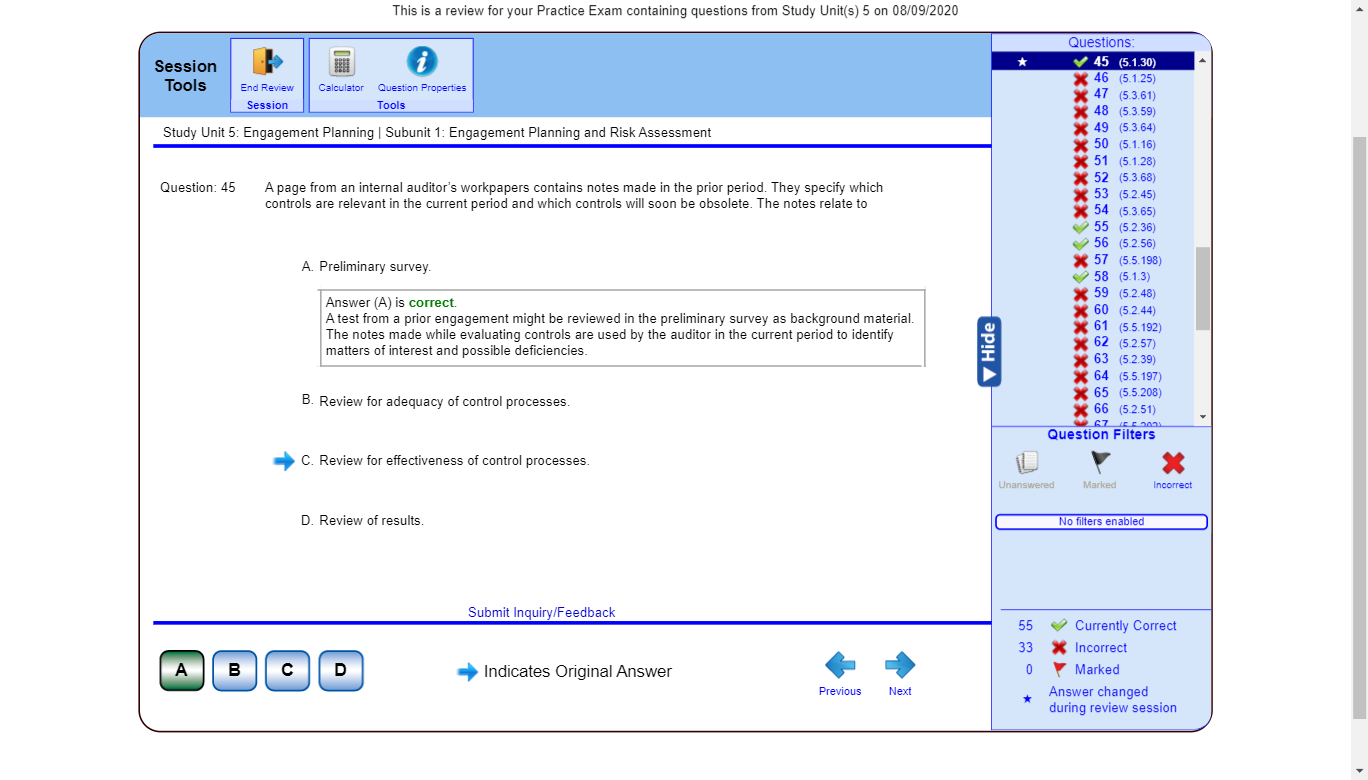 This is a review for your Practice Exam containing questions from Study Unit(s) 5 on 08/09/2020
Session
Tools
End Review
Session
Calculator
Question Properties
Tools
Study Unit 5: Engagement Planning | Subunit 1: Engagement Planning and Risk Assessment
Question: 45
A page from an internal auditor's workpapers contains notes made in the prior period. They specify which
controls are relevant in the current period and which controls will soon be obsolete. The notes relate to
A. Preliminary survey.
Answer (A) is correct.
A test from a prior engagement might be reviewed in the preliminary survey as background material.
The notes made while evaluating controls are used by the auditor in the current period to identify
matters of interest and possible deficiencies.
B. Review for adequacy of control processes.
C. Review for effectiveness of control processes.
D. Review of results.
Submit Inquiry/Feedback
A
B
C
D
Indicates Original Answer
Previous
Next
Hide
Questions:
45 (5.1.30)
46 (5.1.25)
47 (5.3.61)
48 (5.3.59)
49 (5.3.64)
50 (5.1.16)
51 (5.1.28)
52 (5.3.68)
53 (5.2.45)
54 (5.3.65)
55 (5.2.36)
56 (5.2.56)
57 (5.5.198)
58 (5.1.3)
59 (5.2.48)
60 (5.2.44)
61 (5.5.192)
62 (5.2.57)
63 (5.2.39)
64 (5.5.197)
65 (5.5.208)
66 (5.2.51)
67
Question Filters
Unanswered
Marked
Incorrect
No filters enabled
55 Currently Correct
33 Incorrect
0 Marked
Answer changed
during review session